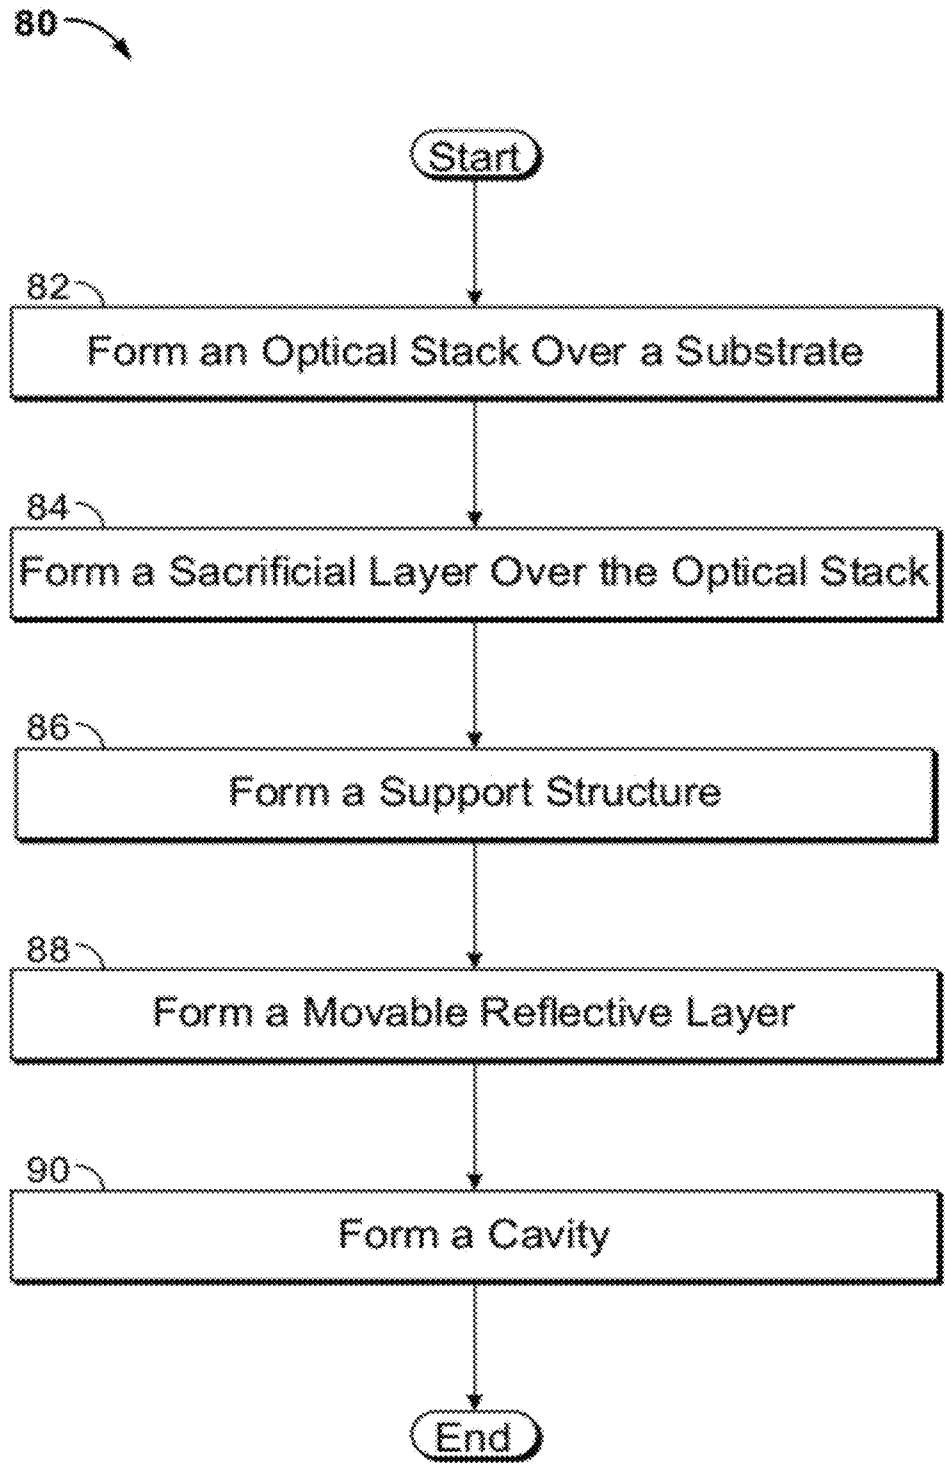 80
Start
82
Form an Optical Stack Over a Substrate
84
Form a Sacrificial Layer Over the Optical Stack
86
Form a Support Structure
88
Form a Movable Reflective Layer
90
Form a Cavity
End